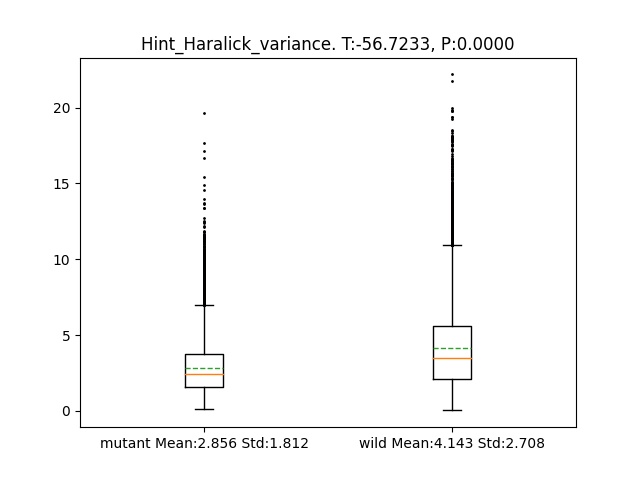 Hint_Haralick_variance. T:-56.7233, P:0.0000
20
15
10
5
0
mutant Mean:2.856 Std:1.812
wild Mean:4.143 Std:2.708